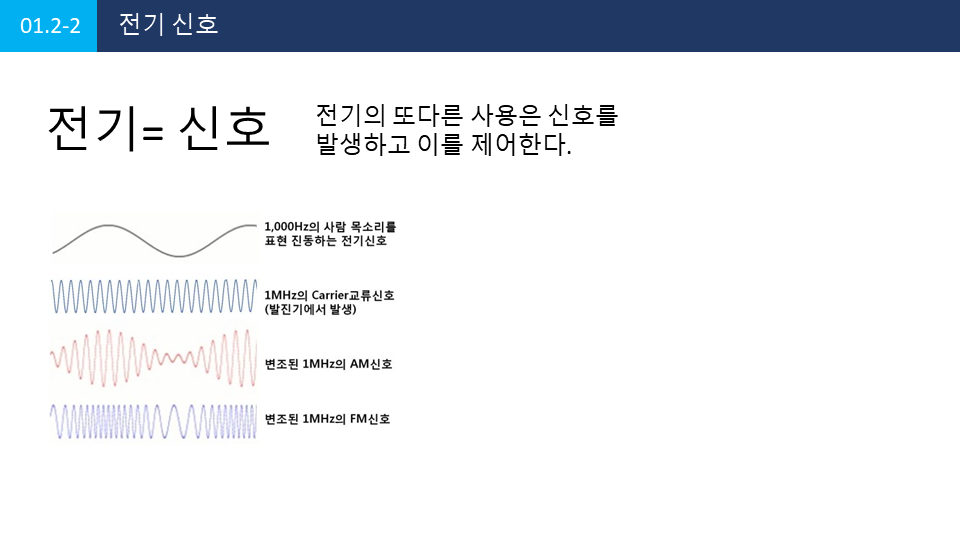 01.2-2
전기 신호
전기= 신호
전기의 또다른 사용은 신호를
발생하고 이를 제어한다.
1,000Hz의 사람 목소리를
표현 진동하는 전기신호
1MHz의 Carrier교류신호
(발진기에서 발생)
변조된 1MHz의 AM신호
변조된 1MHz의 FM신호